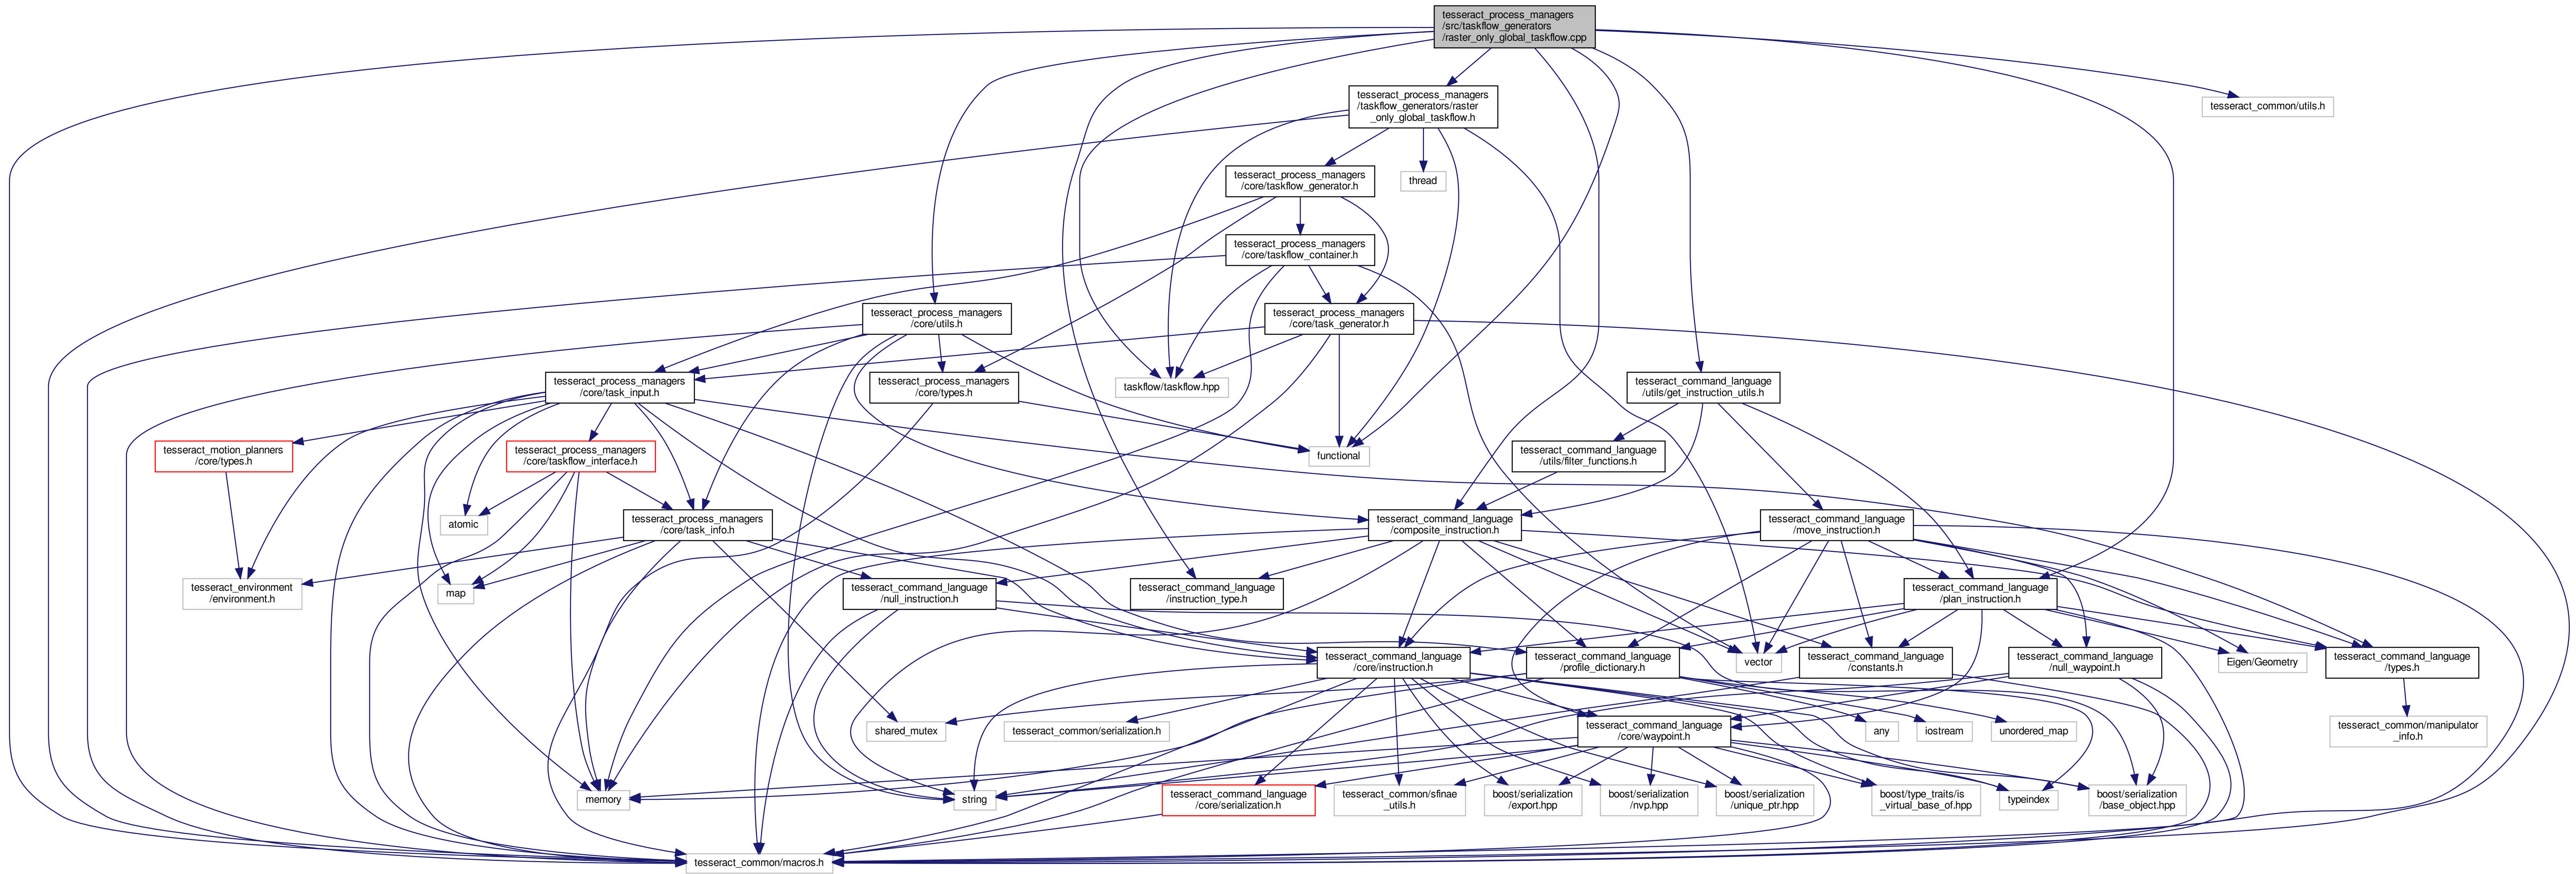 tesseract_process_managers
/src/taskflow_generators
/raster_only_global_taskflow.cpp
tesseract_process_managers
/taskflow_generators/raster
_only_global_taskflow.h
tesseract_common/utils.h
tesseract_process_managers
/core/taskflow_generator.h
thread
tesseract_process_managers
/core/taskflow_container.h
tesseract_process_managers
/core/utils.h
tesseract_process_managers
/core/task_generator.h
tesseract_process_managers
/core/task_input.h
tesseract_process_managers
/core/types.h
taskflow/taskflow.hpp
tesseract_command_language
/utils/get_instruction_utils.h
tesseract_motion_planners
/core/types.h
tesseract_process_managers
/core/taskflow_interface.h
functional
tesseract_command_language
/utils/filter_functions.h
atomic
tesseract_process_managers
/core/task_info.h
tesseract_command_language
/composite_instruction.h
tesseract_command_language
/move_instruction.h
tesseract_environment
/environment.h
map
tesseract_command_language
/null_instruction.h
tesseract_command_language
/instruction_type.h
tesseract_command_language
/plan_instruction.h
tesseract_command_language
/core/instruction.h
tesseract_command_language
/profile_dictionary.h
vector
tesseract_command_language
/constants.h
tesseract_command_language
/null_waypoint.h
Eigen/Geometry
tesseract_command_language
/types.h
shared_mutex
tesseract_common/serialization.h
tesseract_command_language
/core/waypoint.h
any
iostream
unordered_map
tesseract_common/manipulator
_info.h
memory
string
tesseract_command_language
/core/serialization.h
tesseract_common/sfinae
_utils.h
boost/serialization
/export.hpp
boost/serialization
/nvp.hpp
boost/serialization
/unique_ptr.hpp
boost/type_traits/is
_virtual_base_of.hpp
typeindex
boost/serialization
/base_object.hpp
tesseract_common/macros.h